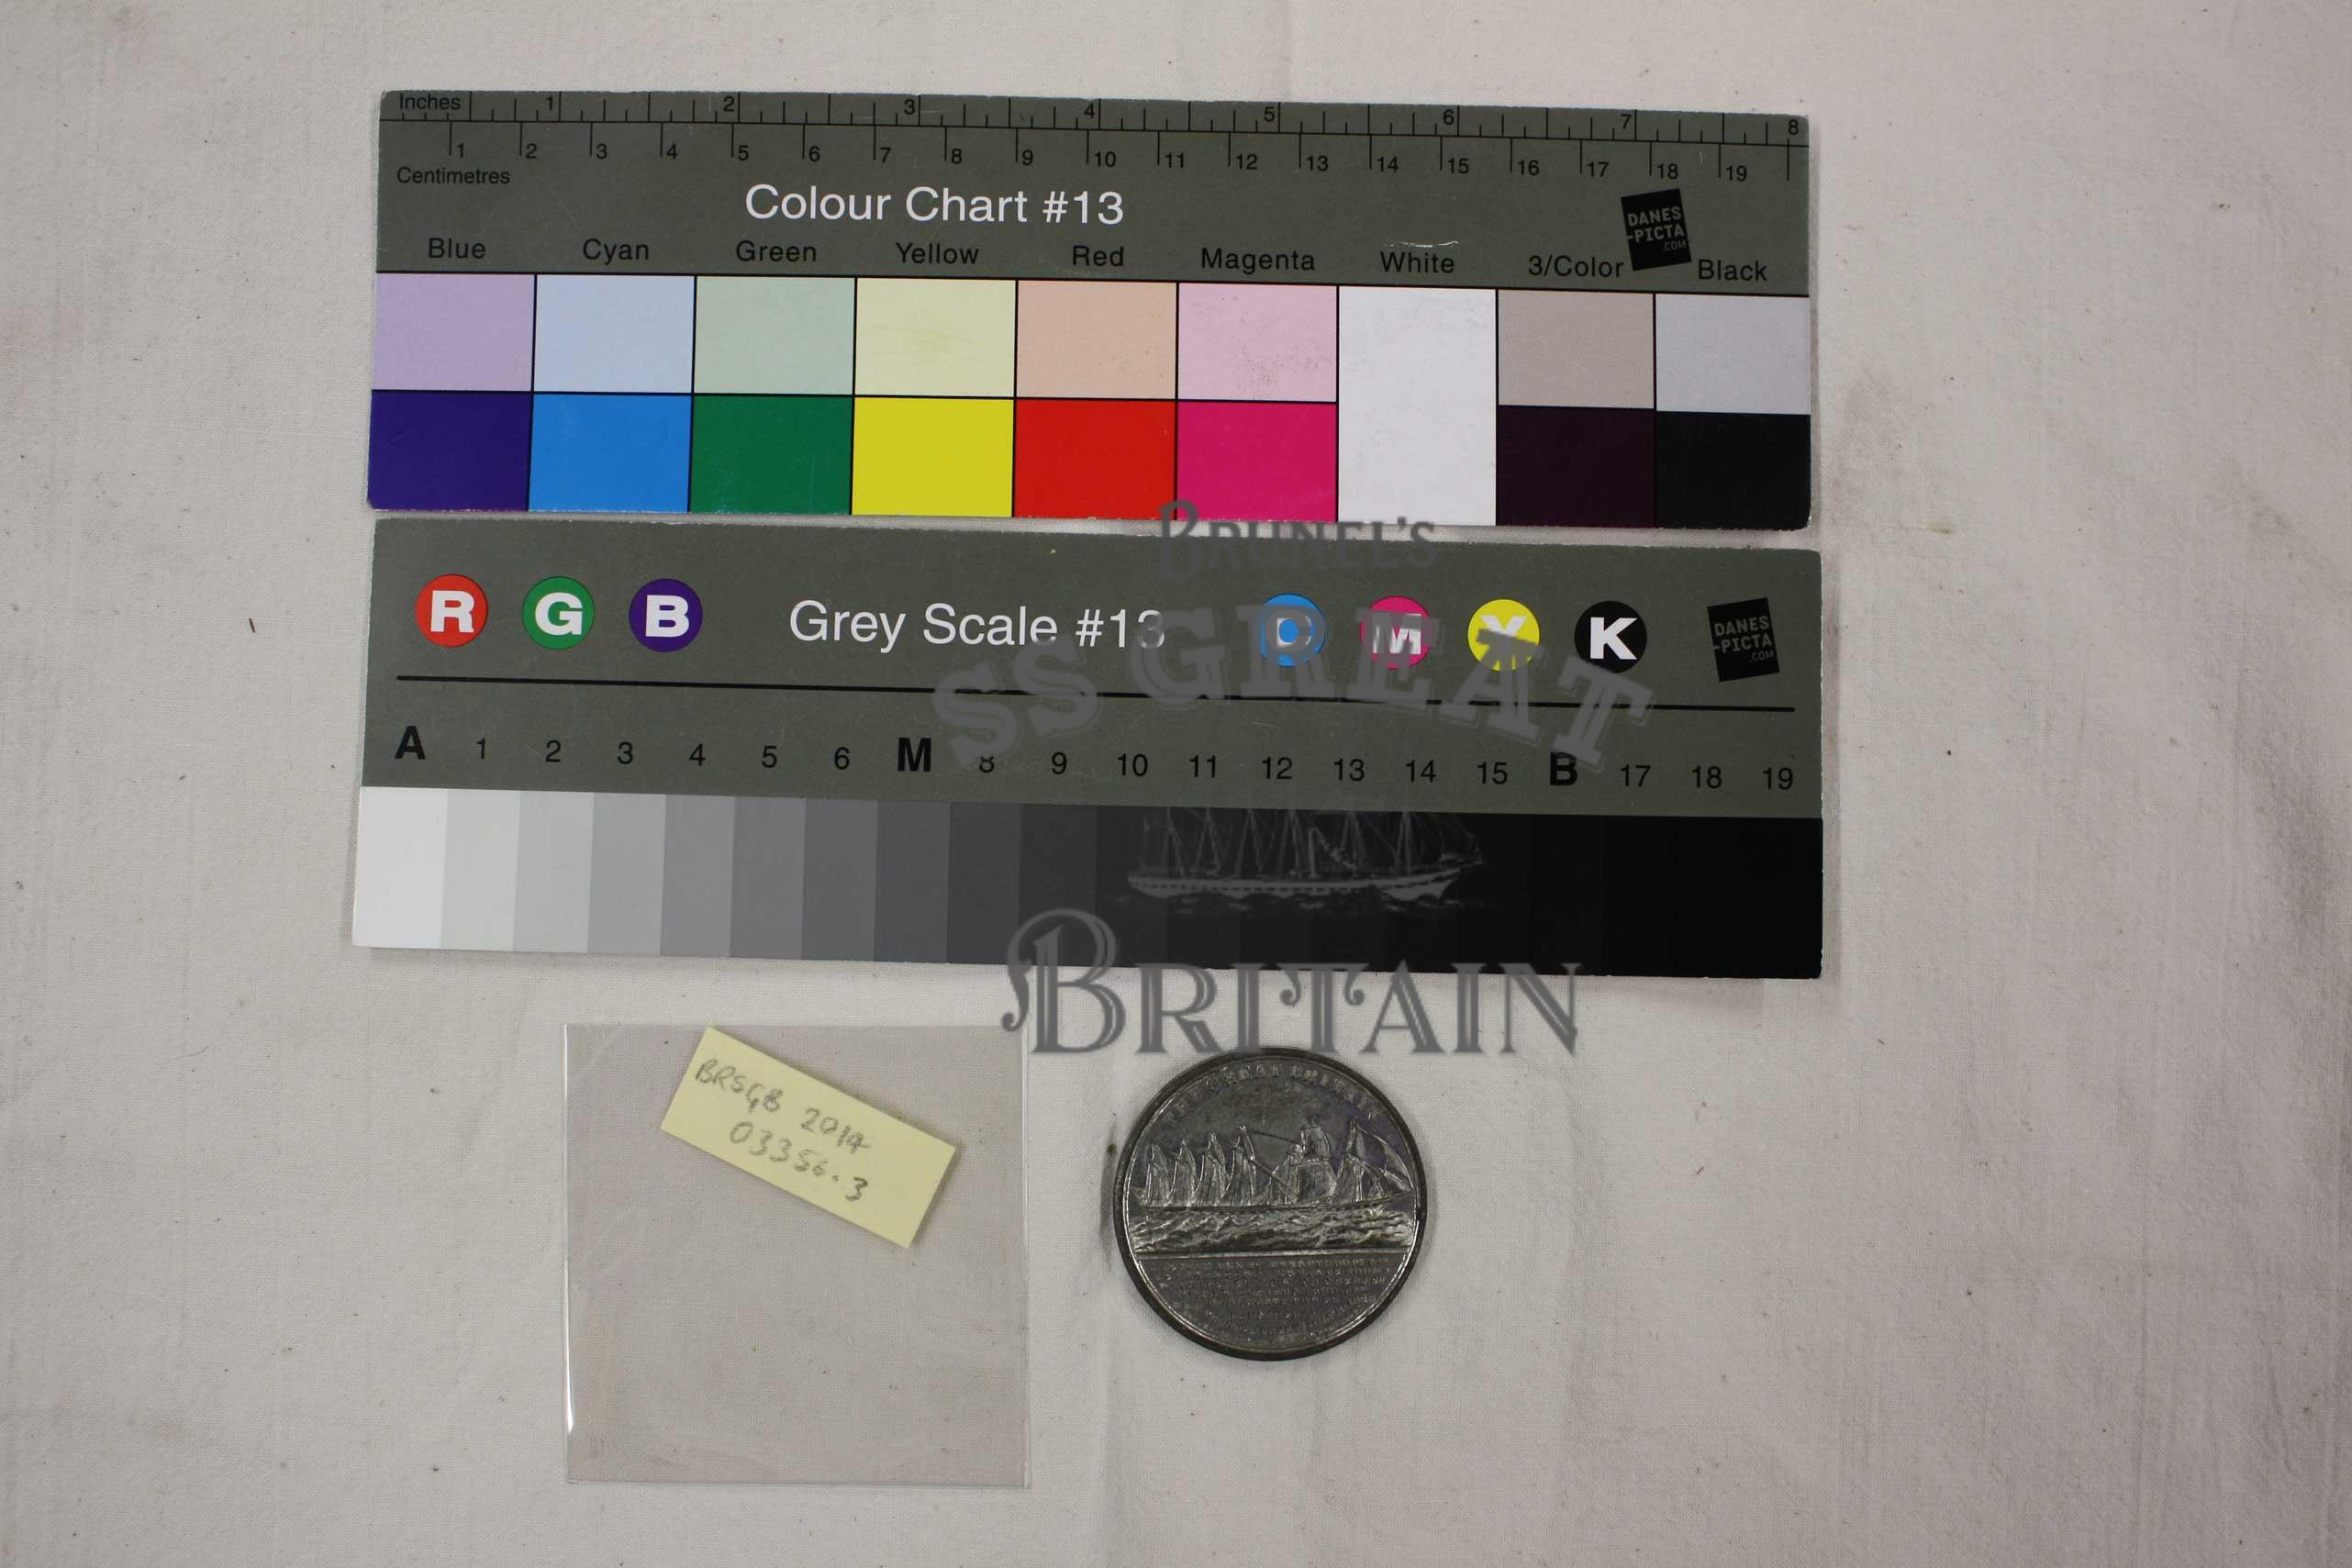 Inches 1 2 3 4 5 6 7 8
1 2 3 4 5 6 7 8 9 10 11 12 13 14 15 16 17 18 19
Centimetres
Colour Chart #13
DANES
-PICTA
.COM
Blue Cyan Green Yellow Red Magenta White 3/Color Black
BRUNEL'S
R G B Grey Scale #13 C M Y K
DANES
-PICTA
.COM
SS GREAT
A 1 2 3 4 5 6 M 8 9 10 11 12 13 14 15 B 17 18 19
BRITAIN
BRSGB 2014
03356.3
GREAT BRITAIN